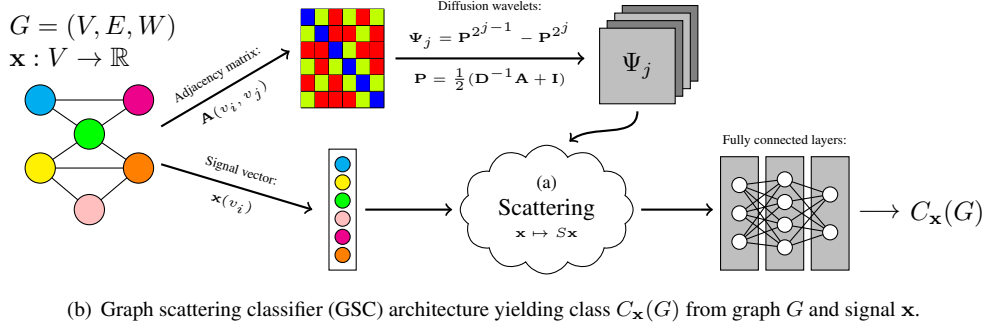 G = (V, E, W)
x : V → ℝ
Adjacency matrix:
A(v_i, v_j)
Diffusion wavelets:
Ψ_j = P^{2^{j−1}} − P^{2^j}
P = \frac{1}{2}(D^{−1}A + I)
Ψ_j
Signal vector:
x(v_i)
(a)
Scattering
x ↦ Sx
Fully connected layers:
C_x(G)
(b) Graph scattering classifier (GSC) architecture yielding class C_x(G) from graph G and signal x.